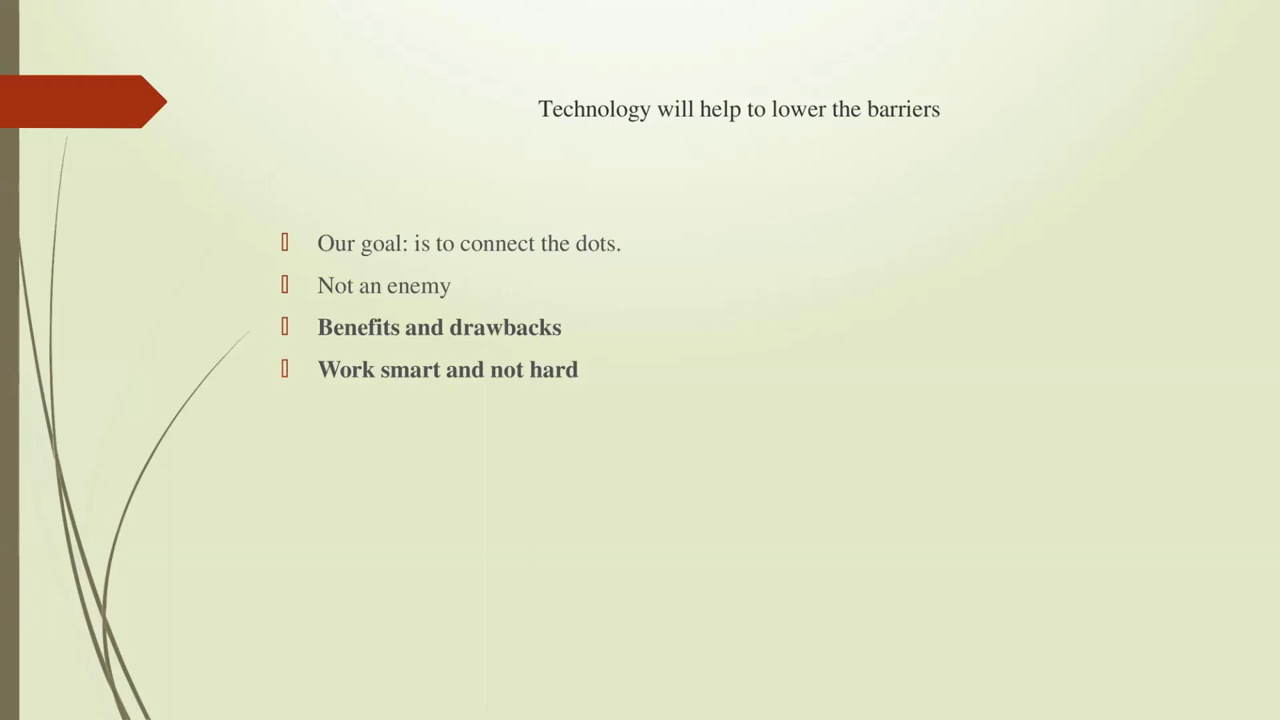 Technology will help to lower the barriers
Our goal: is to connect the dots.
Not an enemy
Benefits and drawbacks
Work smart and not hard